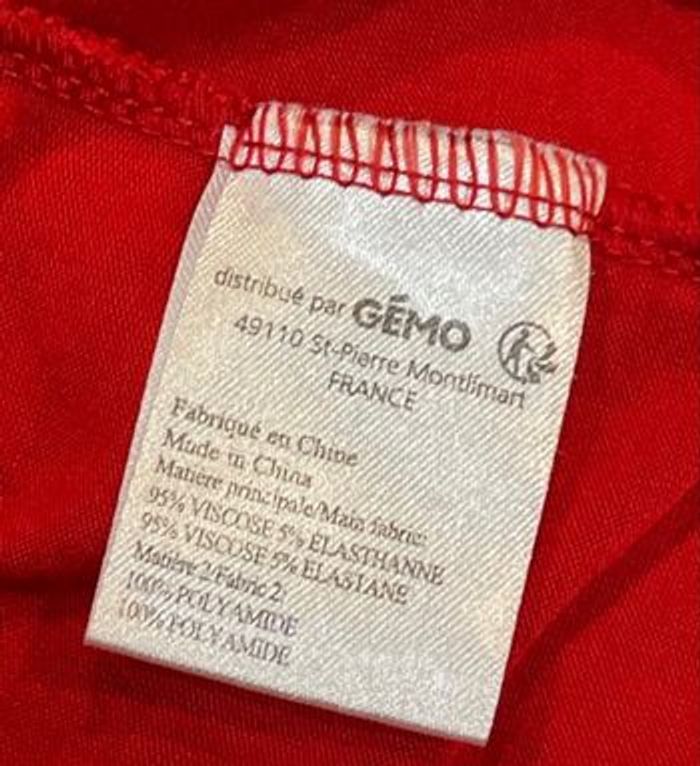 distribué par GÉMO
49110 St-Pierre Montlimart
FRANCE
Fabriqué en Chine
Made in China
Matière principale/Main fabric:
95% VISCOSE 5% ELASTHANNE
95% VISCOSE 5% ELASTANE
Matière 2/Fabric 2:
100% POLYAMIDE
100% POLYAMIDE